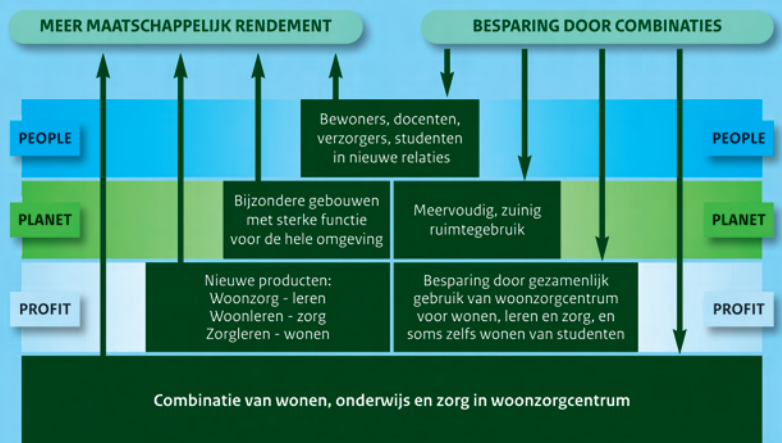 MEER MAATSCHAPPELIJK RENDEMENT
BESPARING DOOR COMBINATIES
PEOPLE
Bewoners, docenten,
verzorgers, studenten
in nieuwe relaties
PEOPLE
PLANET
Bijzondere gebouwen
met sterke functie
voor de hele omgeving
Meervoudig, zuinig
ruimtegebruik
PLANET
PROFIT
Nieuwe producten:
Woonzorg - leren
Woonleren - zorg
Zorgleren - wonen
Besparing door gezamenlijk
gebruik van woonzorgcentrum
voor wonen, leren en zorg, en
soms zelfs wonen van studenten
PROFIT
Combinatie van wonen, onderwijs en zorg in woonzorgcentrum